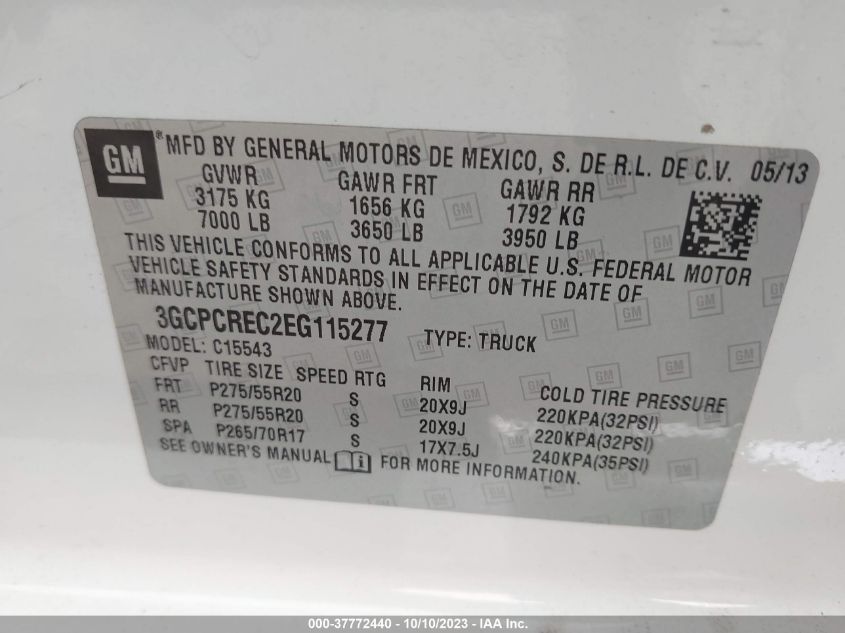 GM ® MFD BY GENERAL MOTORS DE MEXICO, S. DE R.L. DE C.V. 05/13
GVWR GAWR FRT GAWR RR
3175 KG 1656 KG 1792 KG
7000 LB 3650 LB 3950 LB
THIS VEHICLE CONFORMS TO ALL APPLICABLE U.S. FEDERAL MOTOR
VEHICLE SAFETY STANDARDS IN EFFECT ON THE DATE OF
MANUFACTURE SHOWN ABOVE.
3GCPCREC2EG115277 TYPE: TRUCK
MODEL: C15543
CFVP TIRE SIZE SPEED RTG RIM COLD TIRE PRESSURE
FRT P275/55R20 S 20X9J 220KPA(32PSI)
RR P275/55R20 S 20X9J 220KPA(32PSI)
SPA P265/70R17 S 17X7.5J 240KPA(35PSI)
SEE OWNER'S MANUAL FOR MORE INFORMATION.
000-37772440 - 10/10/2023 - IAA Inc.